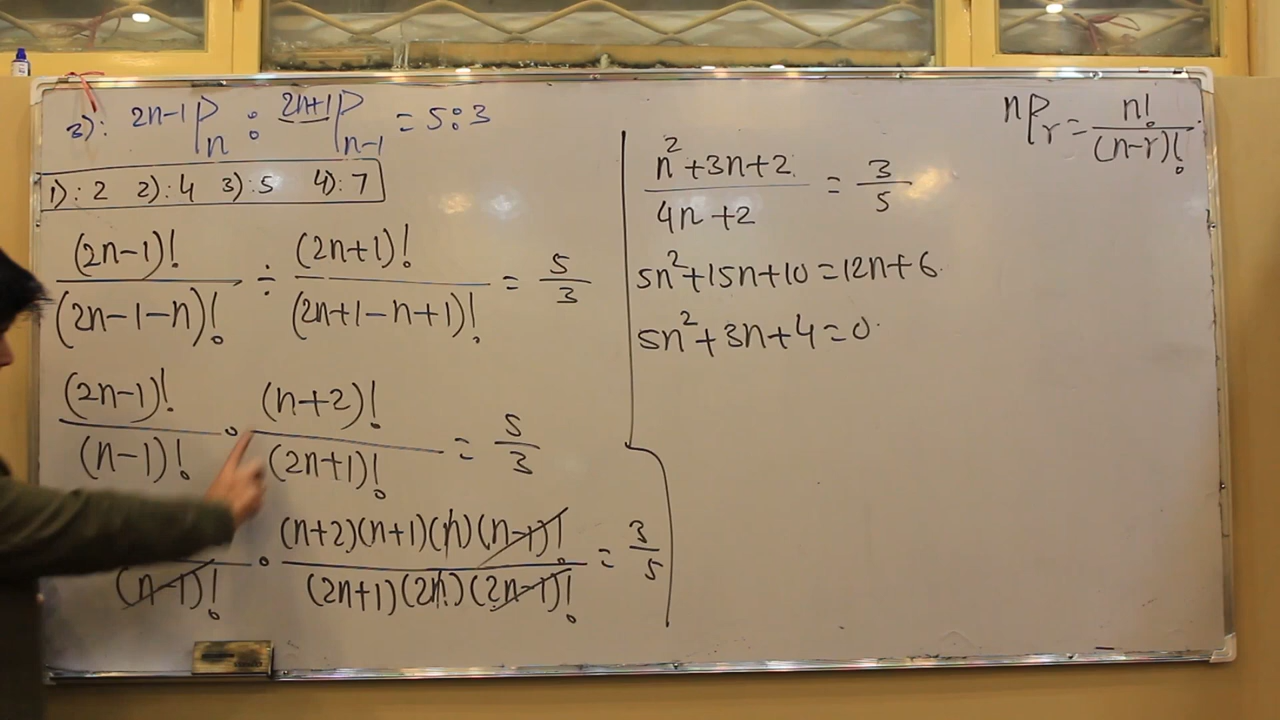 3): 2n-1 P n : 2n+1 P n-1 = 5:3
1): 2 2): 4 3): 5 4): 7
(2n-1)! / (2n-1-n)! ÷ (2n+1)! / (2n+1-n+1)! = 5/3
(2n-1)! / (n-1)! · (n+2)! / (2n+1)! = 5/3
/ (n-1)! · (n+2)(n+1)(n)(n-1)! / (2n+1)(2n)(2n-1)! = 3/5
n²+3n+2 / 4n+2 = 3/5
5n²+15n+10=12n+6
5n²+3n+4=0
nPr = n! / (n-r)!